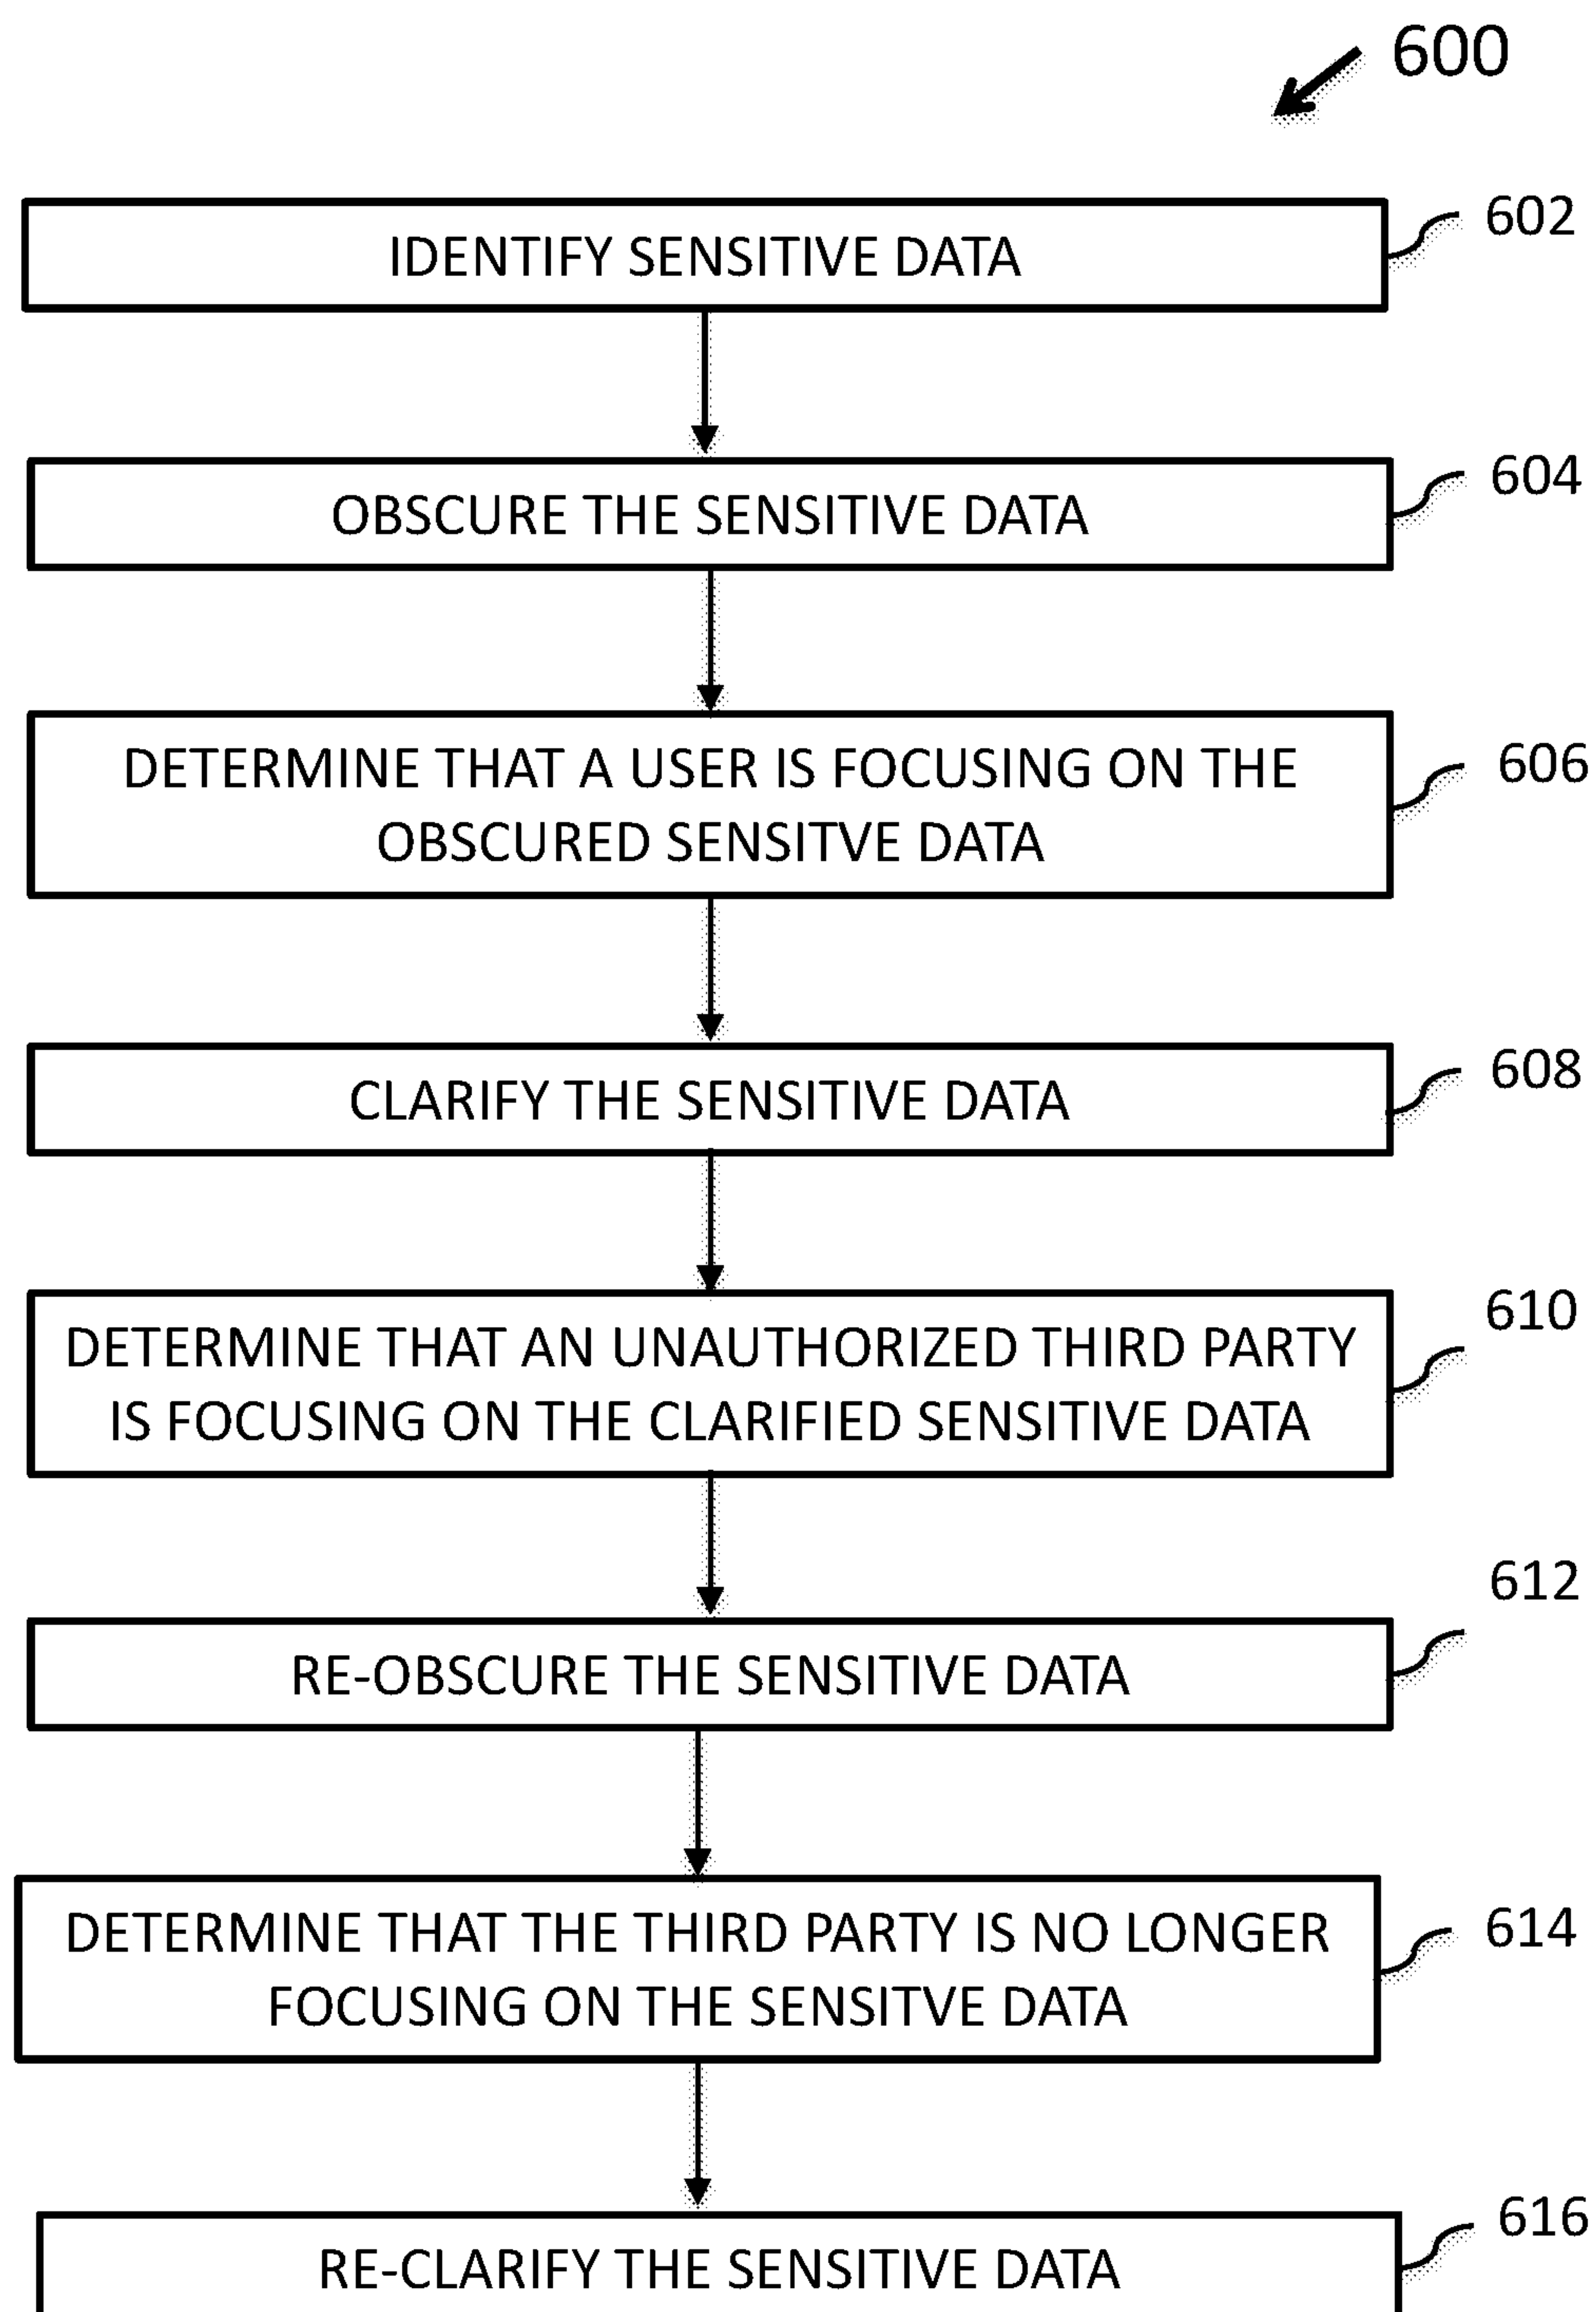 600
602
IDENTIFY SENSITIVE DATA
604
OBSCURE THE SENSITIVE DATA
606
DETERMINE THAT A USER IS FOCUSING ON THE
OBSCURED SENSITVE DATA
608
CLARIFY THE SENSITIVE DATA
610
DETERMINE THAT AN UNAUTHORIZED THIRD PARTY
IS FOCUSING ON THE CLARIFIED SENSITIVE DATA
612
RE-OBSCURE THE SENSITIVE DATA
614
DETERMINE THAT THE THIRD PARTY IS NO LONGER
FOCUSING ON THE SENSITVE DATA
616
RE-CLARIFY THE SENSITIVE DATA